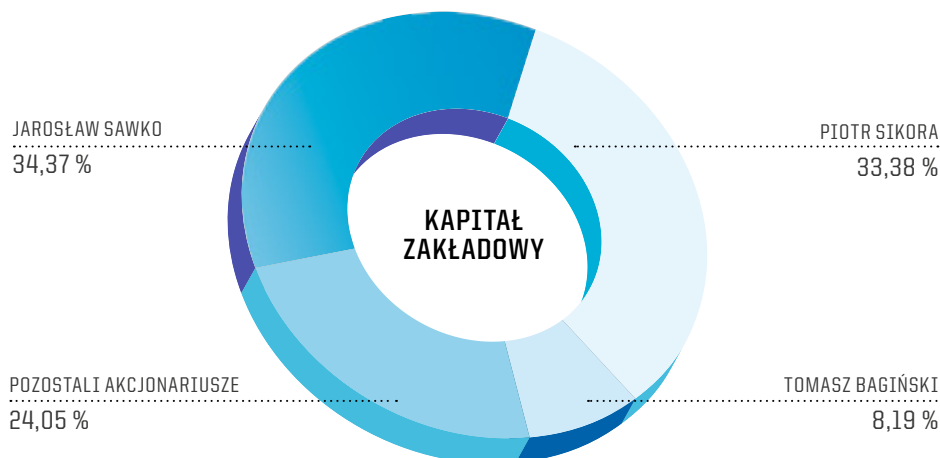 JAROSŁAW SAWKO
34,37 %
PIOTR SIKORA
33,38 %
KAPITAŁ
ZAKŁADOWY
POZOSTALI AKCJONARIUSZE
24,05 %
TOMASZ BAGIŃSKI
8,19 %